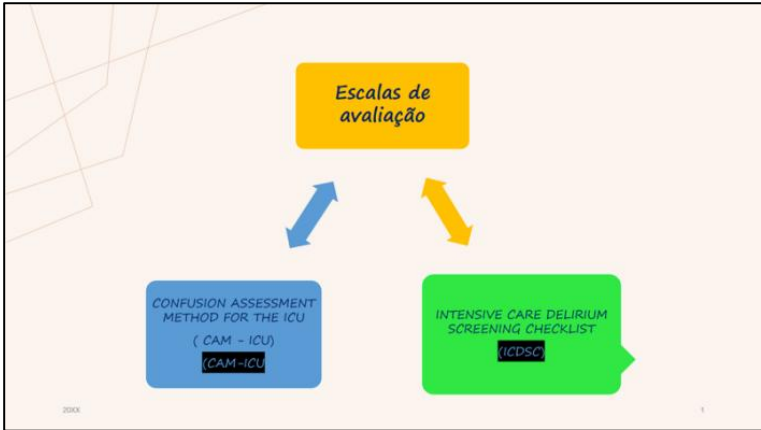 Escalas de
avaliação
CONFUSION ASSESSMENT
METHOD FOR THE ICU
( CAM - ICU)
(CAM-ICU
INTENSIVE CARE DELIRIUM
SCREENING CHECKLIST
(ICDSC)
20XX
1